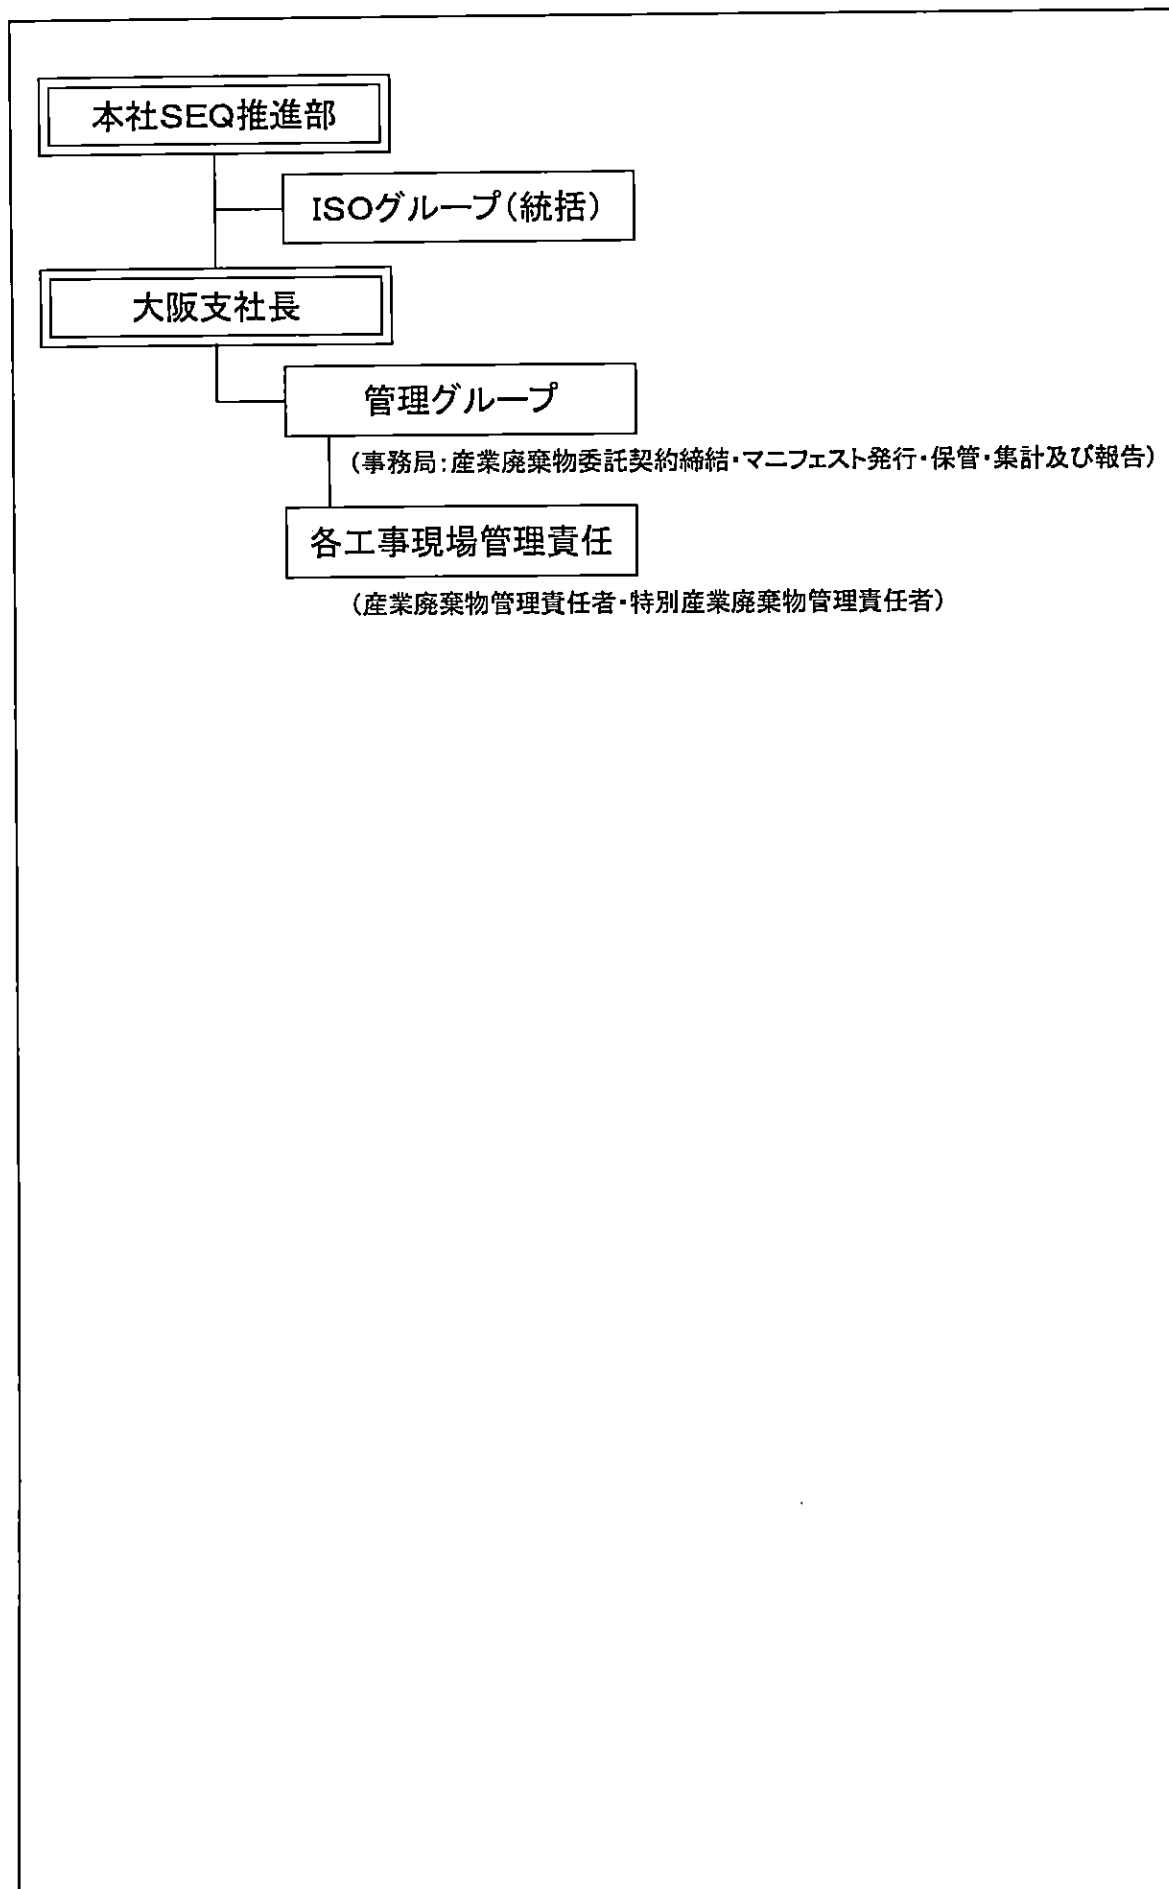 本社SEQ推進部
ISOグループ(統括)
大阪支社長
管理グループ
(事務局:産業廃棄物委託契約締結・マニフェスト発行・保管・集計及び報告)
各工事現場管理責任
(産業廃棄物管理責任者・特別産業廃棄物管理責任者)